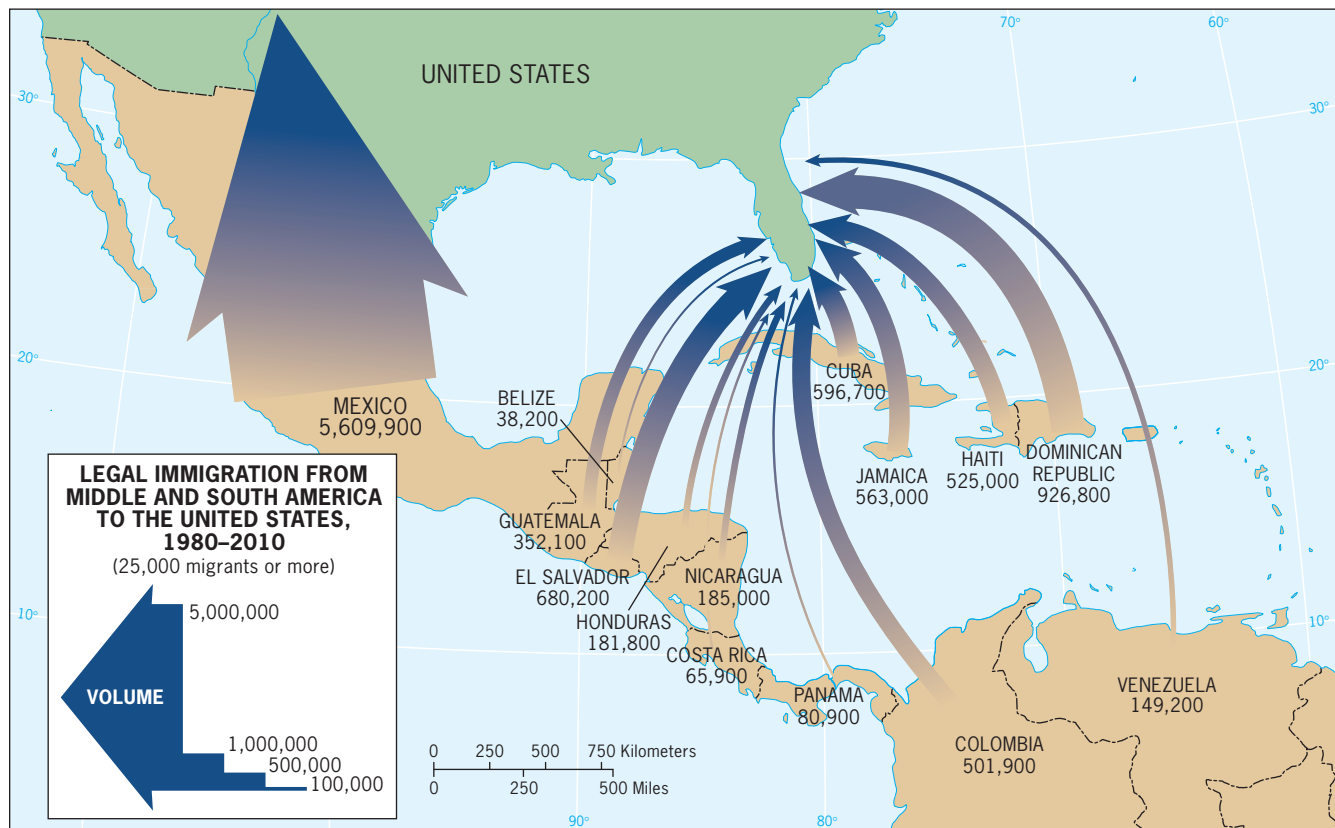 70°
60°
UNITED STATES
30°
30°
20°
20°
CUBA
596,700
BELIZE
38,200
MEXICO
5,609,900
JAMAICA
563,000
HAITI
525,000
DOMINICAN
REPUBLIC
926,800
LEGAL IMMIGRATION FROM
MIDDLE AND SOUTH AMERICA
TO THE UNITED STATES,
1980–2010
(25,000 migrants or more)
5,000,000
VOLUME
1,000,000
500,000
100,000
GUATEMALA
352,100
EL SALVADOR
680,200
NICARAGUA
185,000
HONDURAS
181,800
10°
10°
COSTA RICA
65,900
PANAMA
80,900
VENEZUELA
149,200
COLOMBIA
501,900
0 250 500 750 Kilometers
0 250 500 Miles
90°
80°